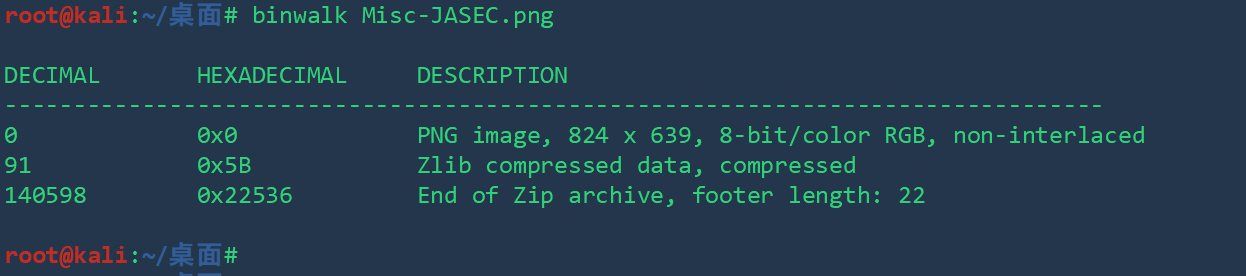 root@kali:~/桌面# binwalk Misc-JASEC.png
DECIMAL       HEXADECIMAL     DESCRIPTION
--------------------------------------------------------------------------------
0             0x0             PNG image, 824 x 639, 8-bit/color RGB, non-interlaced
91            0x5B            Zlib compressed data, compressed
140598        0x22536         End of Zip archive, footer length: 22
root@kali:~/桌面#